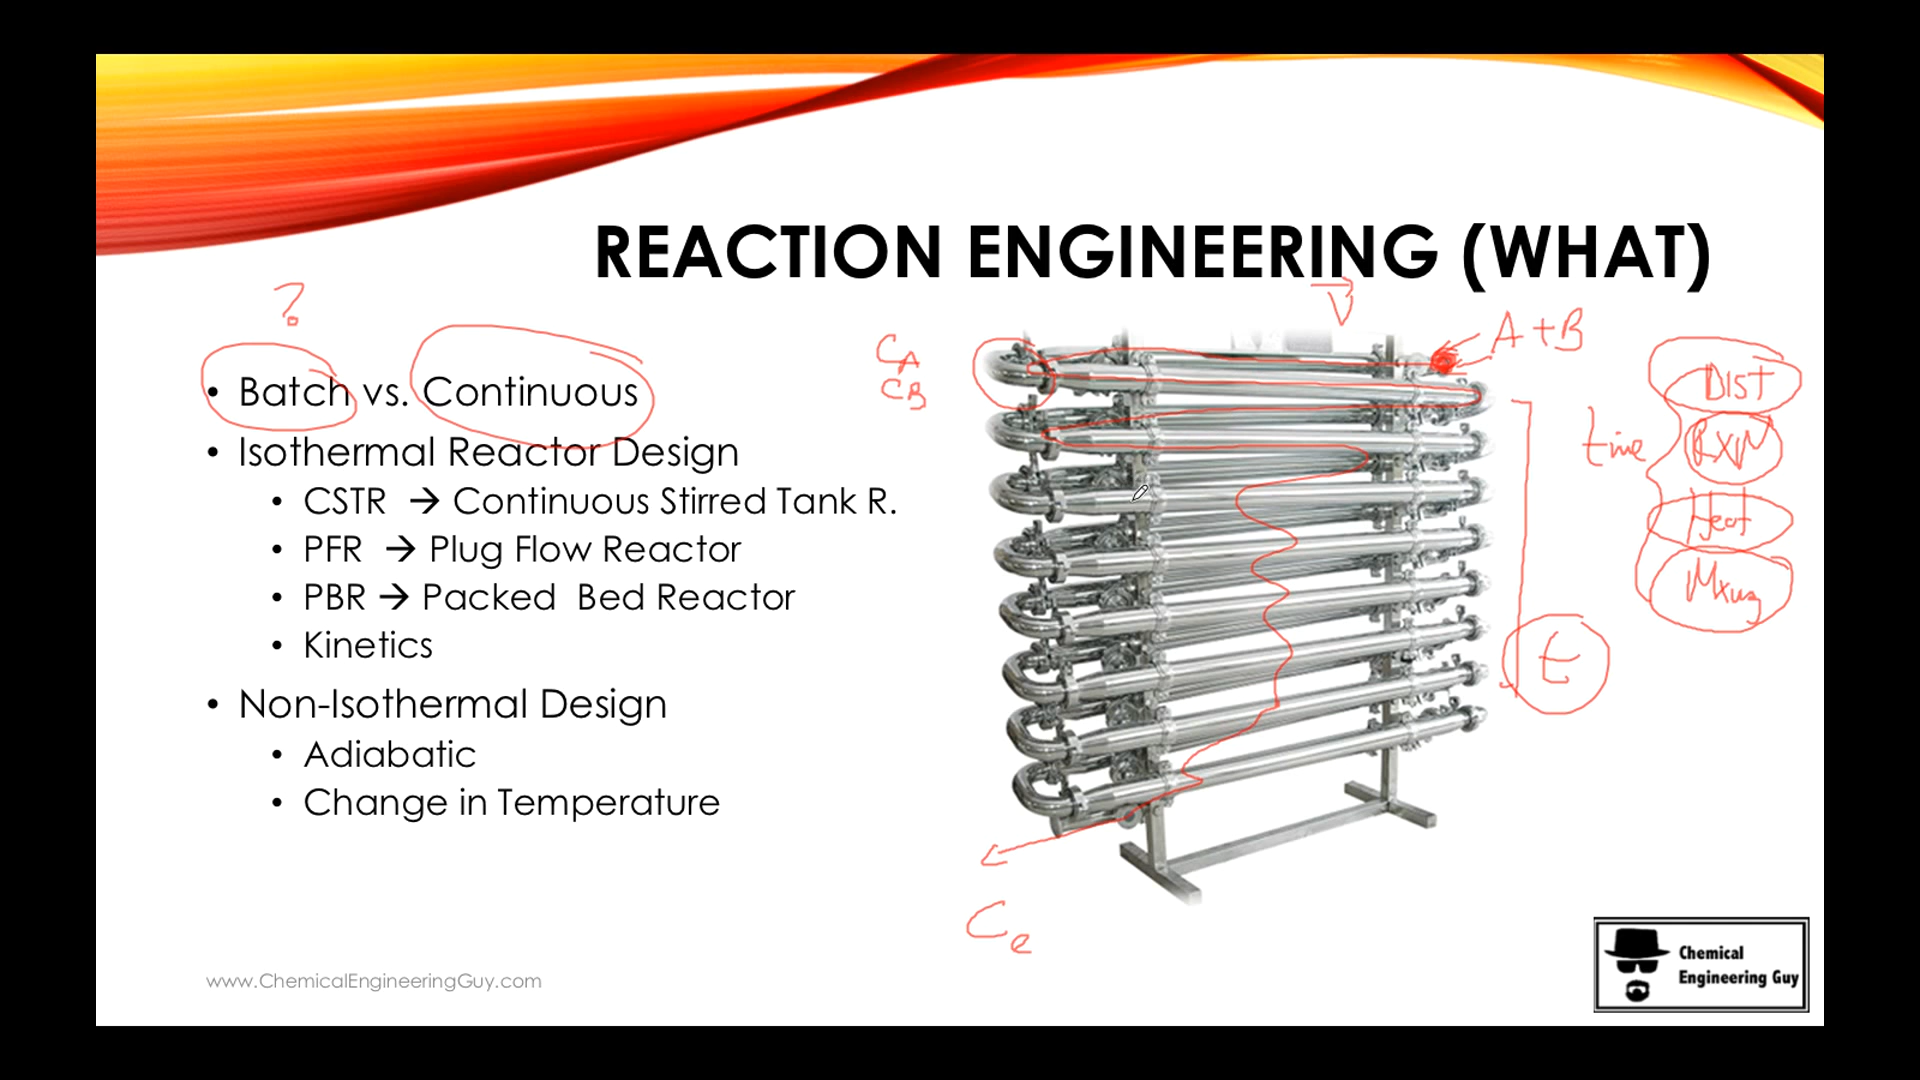 REACTION ENGINEERING (WHAT)
?
V
• Batch vs. Continuous
• Isothermal Reactor Design
• CSTR → Continuous Stirred Tank R.
• PFR → Plug Flow Reactor
• PBR → Packed Bed Reactor
• Kinetics
• Non-Isothermal Design
• Adiabatic
• Change in Temperature
CA
CB
A+B
time
DIST
RXN
Heat
t
Ce
www.ChemicalEngineeringGuy.com
Chemical
Engineering Guy